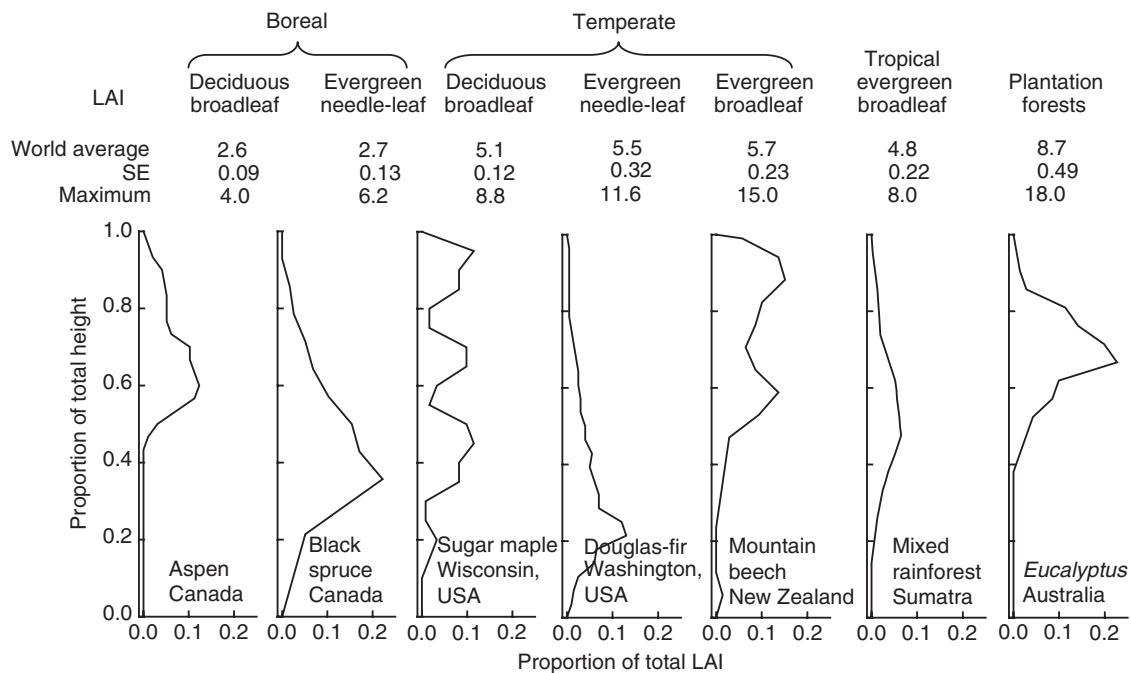 Boreal Temperate
LAI Deciduous broadleaf Evergreen needle-leaf Deciduous broadleaf Evergreen needle-leaf Evergreen broadleaf Tropical evergreen broadleaf Plantation forests
World average 2.6 2.7 5.1 5.5 5.7 4.8 8.7
SE 0.09 0.13 0.12 0.32 0.23 0.22 0.49
Maximum 4.0 6.2 8.8 11.6 15.0 8.0 18.0
Proportion of total height
1.0
0.8
0.6
0.4
0.2
0.0
Aspen
Canada
Black
spruce
Canada
Sugar maple
Wisconsin,
USA
Douglas-fir
Washington,
USA
Mountain
beech
New Zealand
Mixed
rainforest
Sumatra
Eucalyptus
Australia
0.0 0.1 0.2 0.0 0.1 0.2 0.0 0.1 0.2 0.0 0.1 0.2 0.0 0.1 0.2 0.0 0.1 0.2 0.0 0.1 0.2
Proportion of total LAI